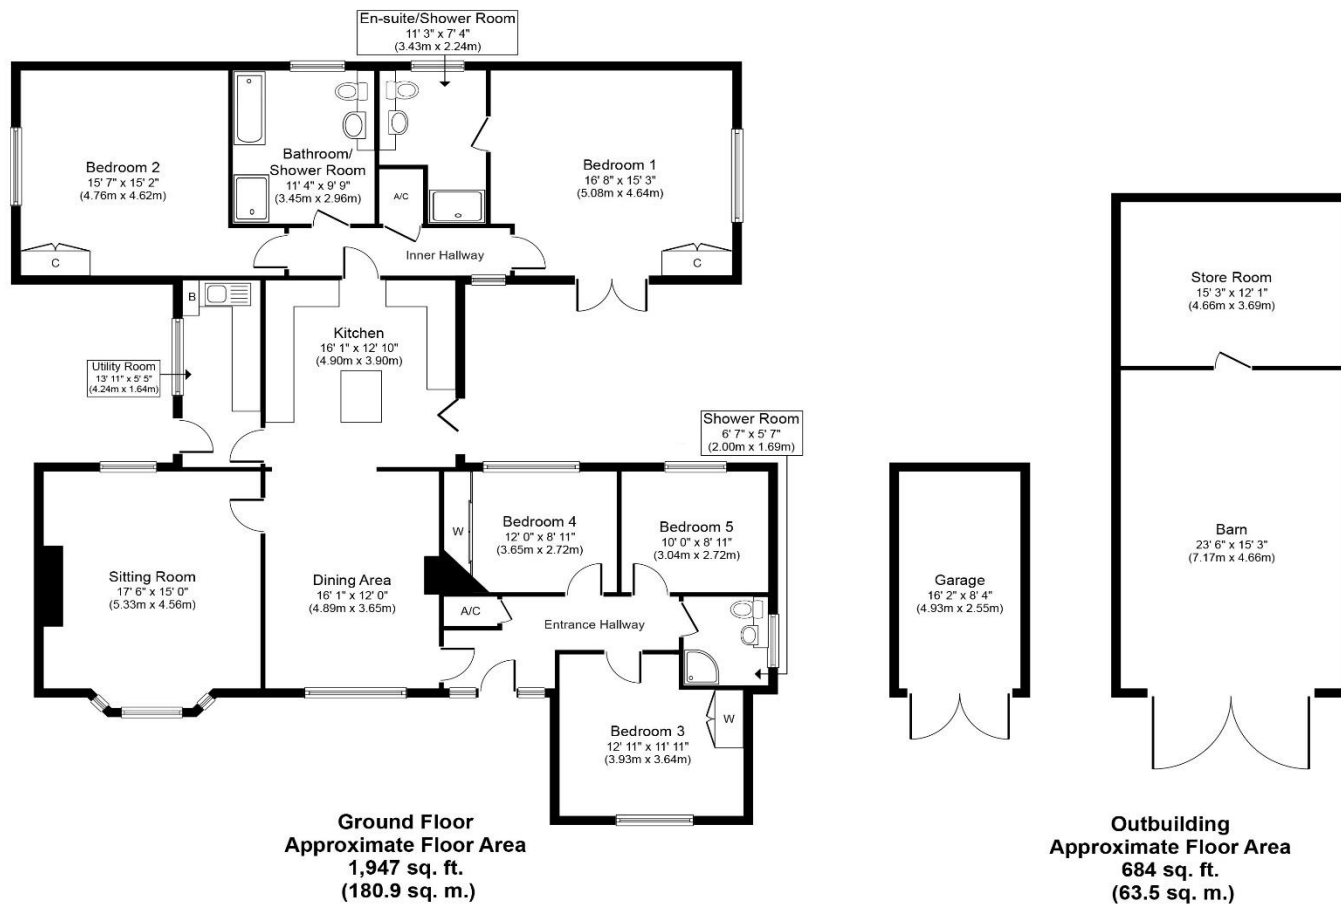 En-suite/Shower Room
11' 3" x 7' 4"
(3.43m x 2.24m)
Bedroom 2
15' 7" x 15' 2"
(4.76m x 4.62m)
Bathroom/
Shower Room
11' 4" x 9' 9"
(3.45m x 2.96m)
A/C
Bedroom 1
16' 8" x 15' 3"
(5.08m x 4.64m)
C
Inner Hallway
C
B
Kitchen
16' 1" x 12' 10"
(4.90m x 3.90m)
Utility Room
13' 11" x 5' 5"
(4.24m x 1.64m)
Store Room
15' 3" x 12' 1"
(4.66m x 3.69m)
Shower Room
6' 7" x 5' 7"
(2.00m x 1.69m)
W
Bedroom 4
12' 0" x 8' 11"
(3.65m x 2.72m)
Bedroom 5
10' 0" x 8' 11"
(3.04m x 2.72m)
Sitting Room
17' 6" x 15' 0"
(5.33m x 4.56m)
Dining Area
16' 1" x 12' 0"
(4.89m x 3.65m)
A/C
Entrance Hallway
Garage
16' 2" x 8' 4"
(4.93m x 2.55m)
Barn
23' 6" x 15' 3"
(7.17m x 4.66m)
Bedroom 3
12' 11" x 11' 11"
(3.93m x 3.64m)
W
Ground Floor
Approximate Floor Area
1,947 sq. ft.
(180.9 sq. m.)
Outbuilding
Approximate Floor Area
684 sq. ft.
(63.5 sq. m.)